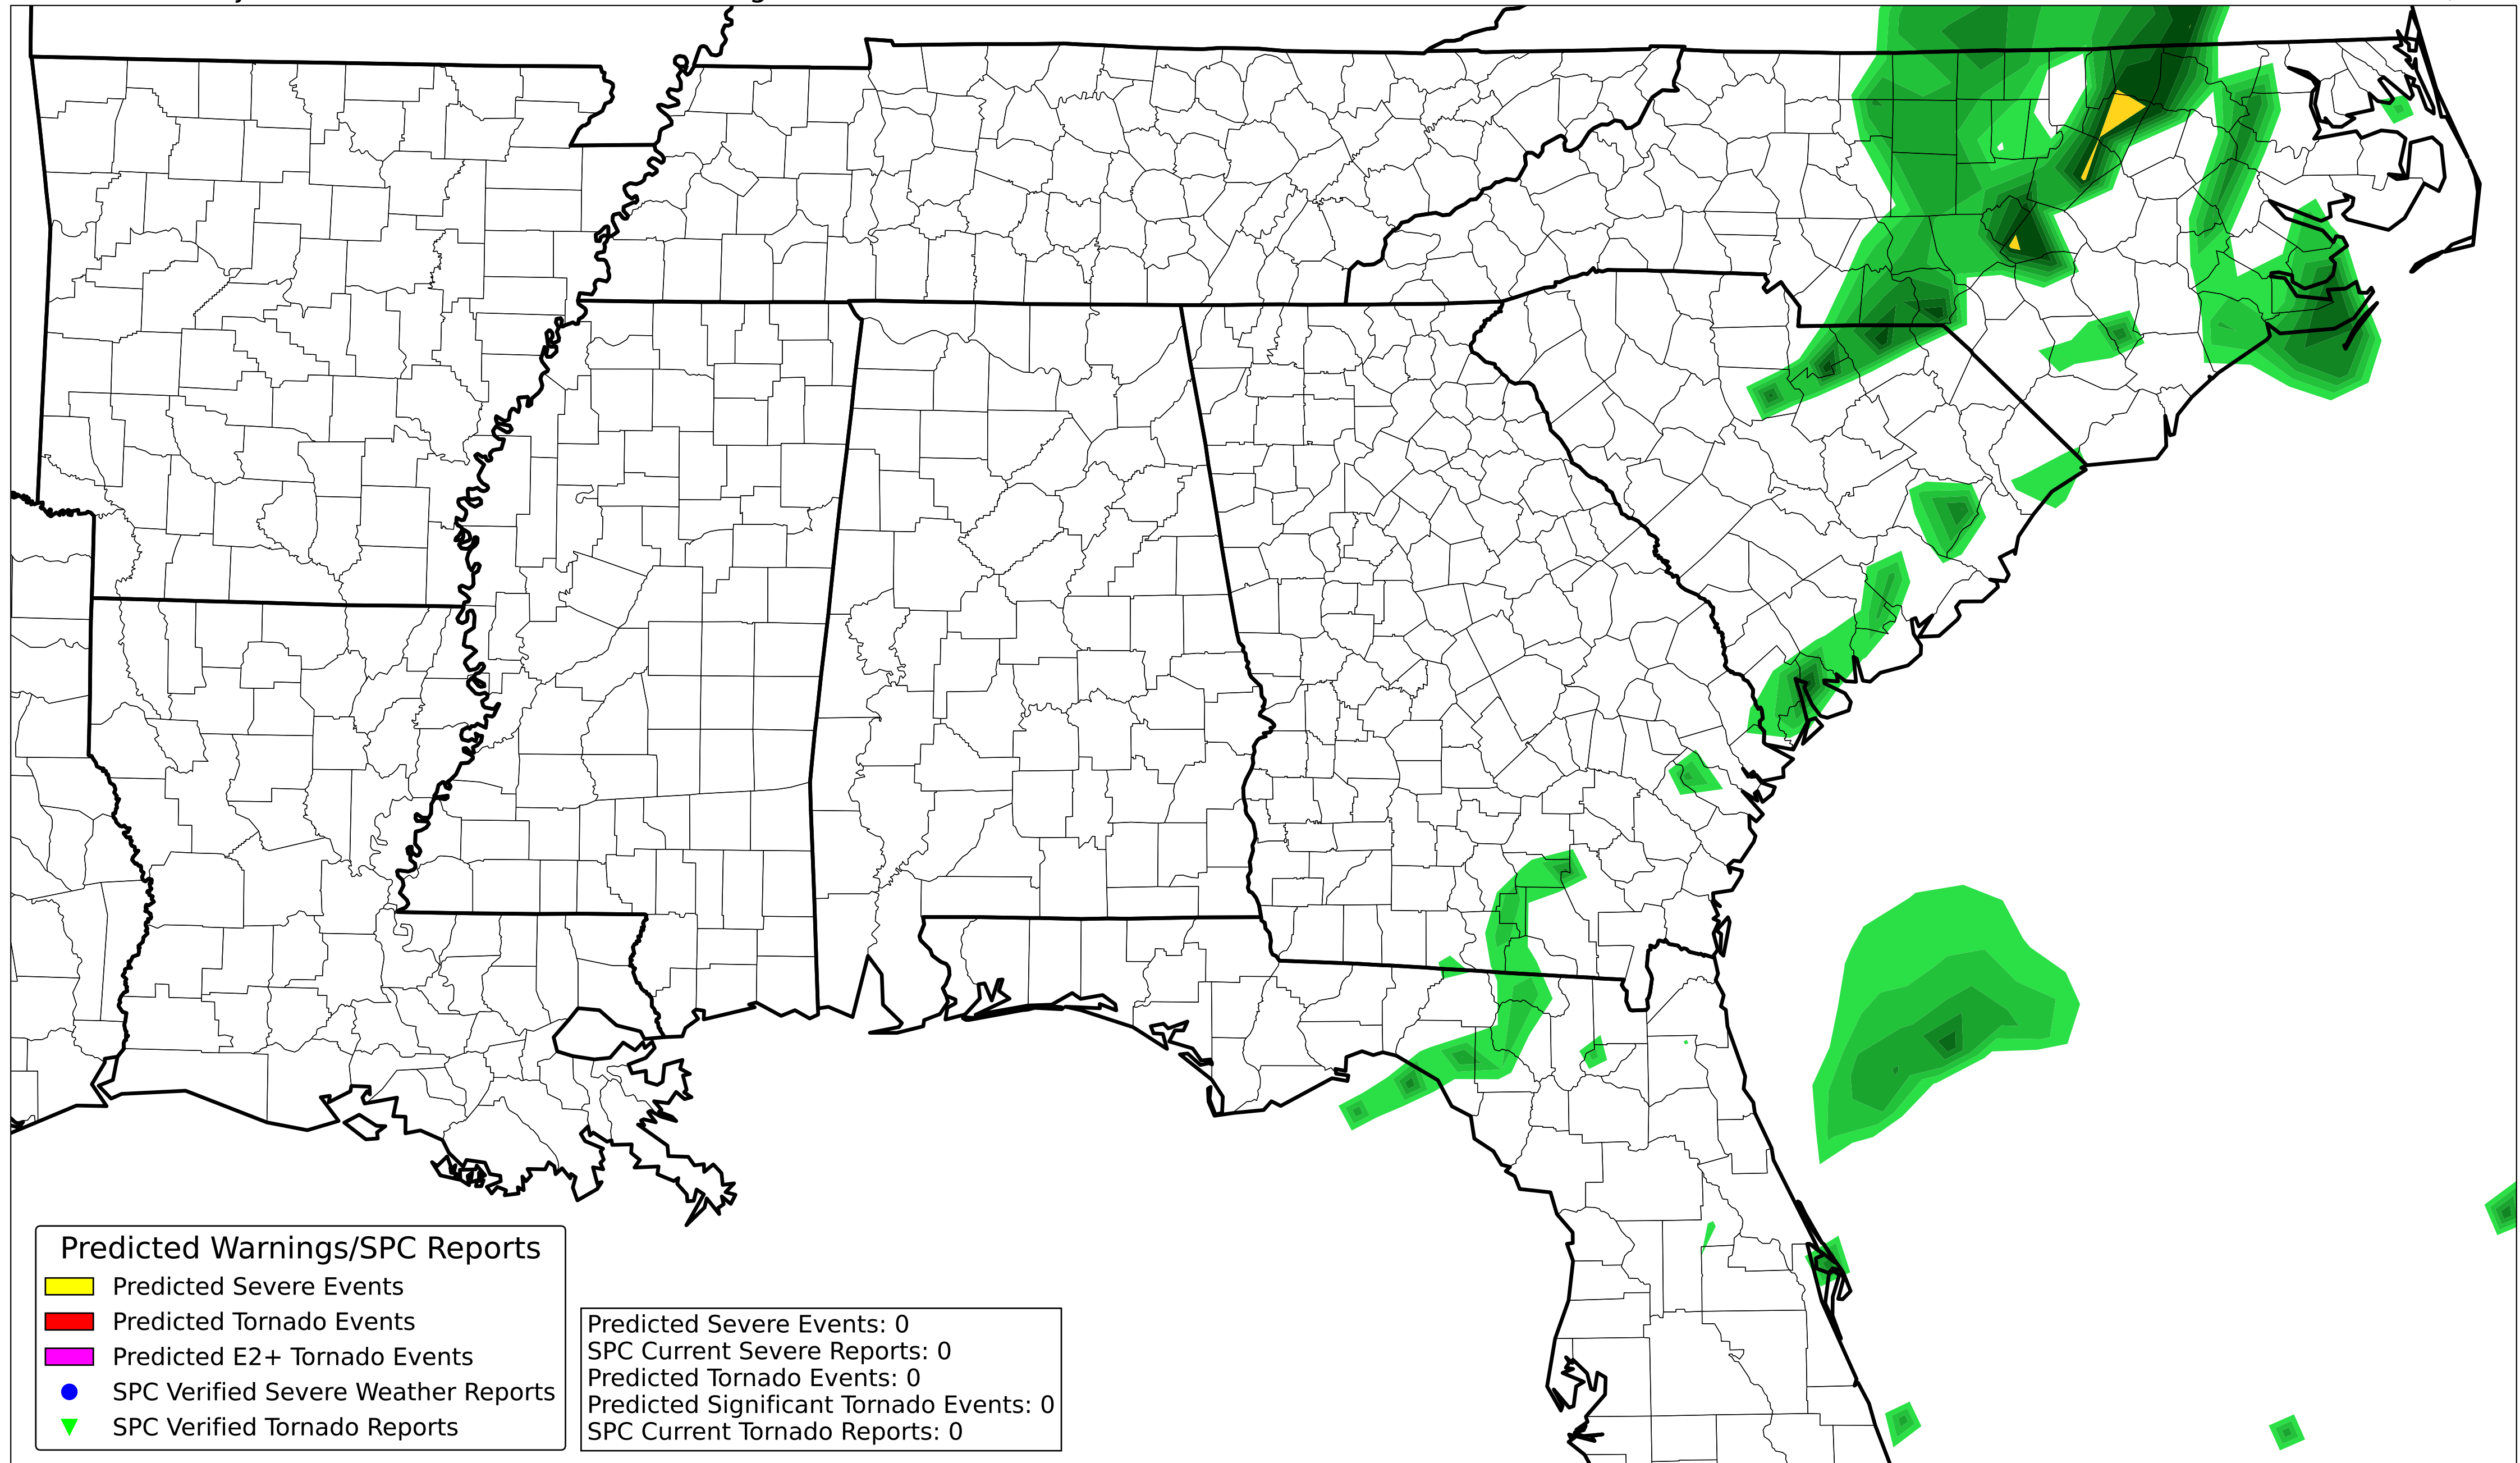 Predicted Warnings/SPC Reports
Predicted Severe Events
Predicted Tornado Events
Predicted E2+ Tornado Events
SPC Verified Severe Weather Reports
SPC Verified Tornado Reports
Predicted Severe Events: 0
SPC Current Severe Reports: 0
Predicted Tornado Events: 0
Predicted Significant Tornado Events: 0
SPC Current Tornado Reports: 0